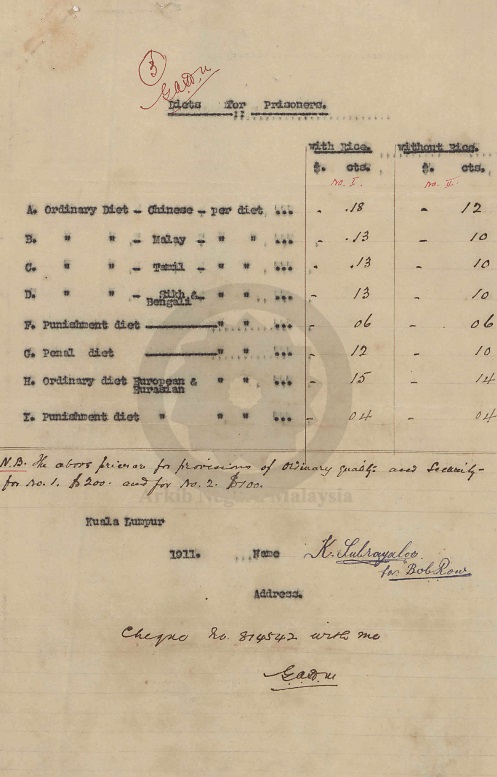 3
G.a.D.M
Diets for Prisoners.
With Rice. without Rice.
$. cts. $. cts.
No. I. No. II.
A. Ordinary Diet - Chinese - per diet ... - .18 - 12
B. " " - Malay - " " ... - .13 - 10
C. " " - Tamil - " " ... - .13 - 10
D. " " - Sikh & Bengali " " ... - 13 - 10
F. Punishment diet " " ... - 06 - 06
G. Penal diet " " ... - 12 - 10
H. Ordinary diet European & Eurasian " " ... - 15 - 14
I. Punishment diet " " " ... - 04 - 04
N.B. The above prices are for provisions of Ordinary quality and Security
for No. 1. $200. and for No. 2. $100.
Arkib Negara Malaysia
Kuala Lumpur
1911. Name K. Subrayaloo
for Bob Row
Address.
Cheque No. 814542 with me
G.a.D.M